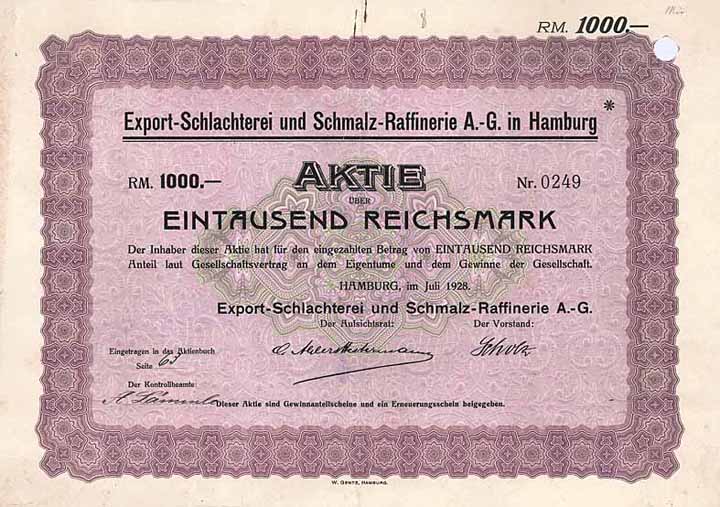 RM. 1000.—
Export-Schlachterei und Schmalz-Raffinerie A.-G. in Hamburg *
AKTIE
RM. 1000.— Nr. 0249
ÜBER
EINTAUSEND REICHSMARK
Der Inhaber dieser Aktie hat für den eingezahlten Betrag von EINTAUSEND REICHSMARK
Anteil laut Gesellschaftsvertrag an dem Eigentume und dem Gewinne der Gesellschaft.
HAMBURG, im Juli 1928.
Export-Schlachterei und Schmalz-Raffinerie A.-G.
Der Aufsichtsrat: Der Vorstand:
Eingetragen in das Aktienbuch
Scholz
Seite 63
Der Kontrollbeamte:
Dieser Aktie sind Gewinnanteilscheine und ein Erneuerungsschein beigegeben.
W. GENTZ, HAMBURG.